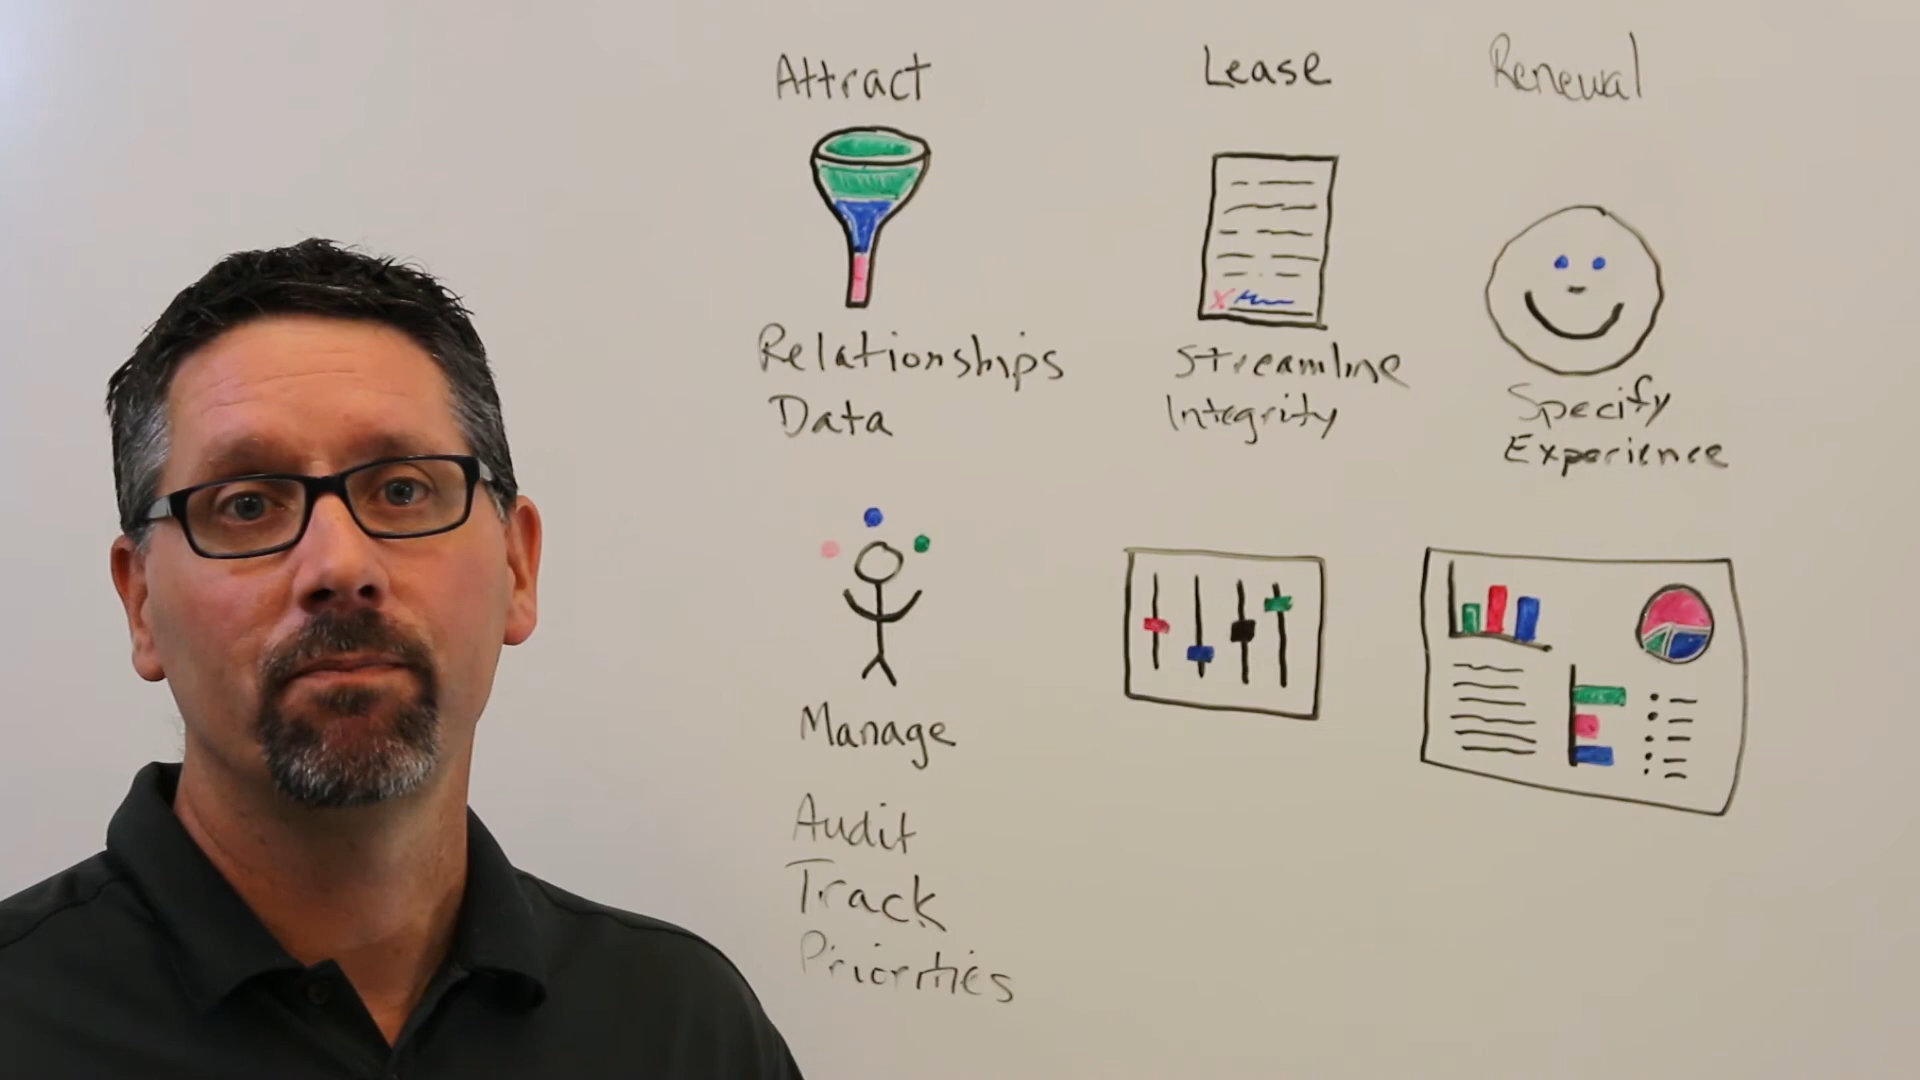 Attract
Lease
Renewal
Relationships
Data
Streamline
Integrity
Specify
Experience
Manage
Audit
Track
Priorities